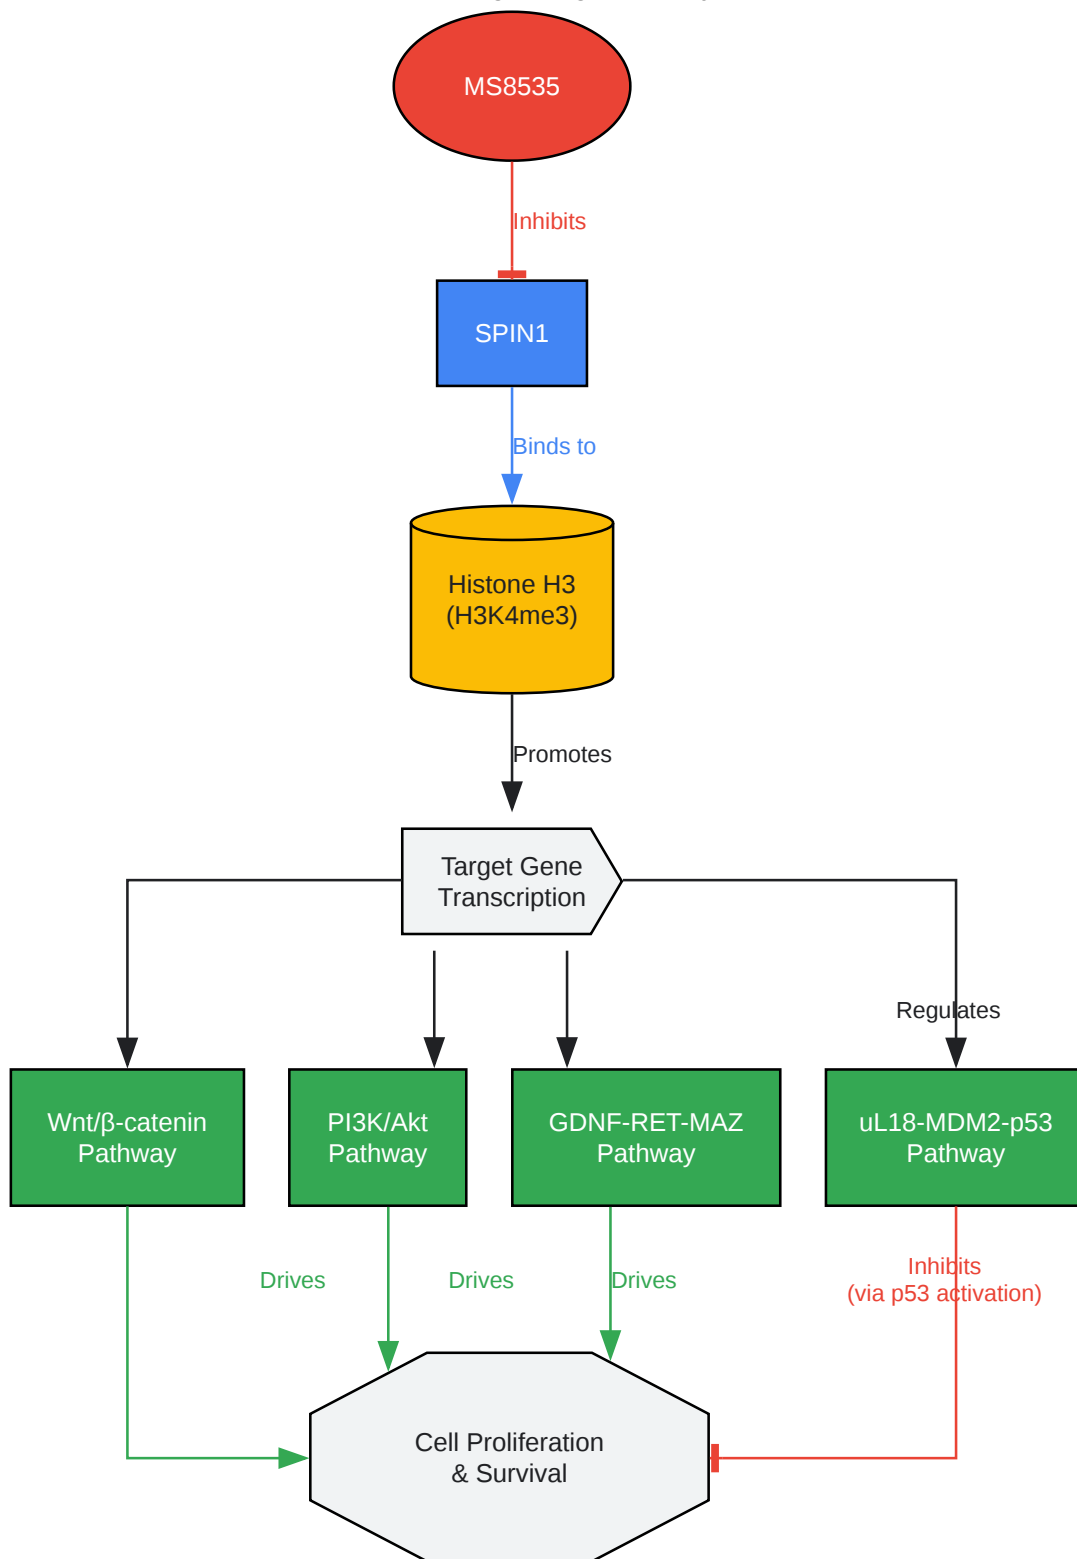 MS8535
Inhibits
SPIN1
Binds to
Histone H3
(H3K4me3)
Promotes
Target Gene
Transcription
Regulates
Wnt/β-catenin
Pathway
PI3K/Akt
Pathway
GDNF-RET-MAZ
Pathway
uL18-MDM2-p53
Pathway
Drives
Drives
Drives
Inhibits
(via p53 activation)
Cell Proliferation
& Survival